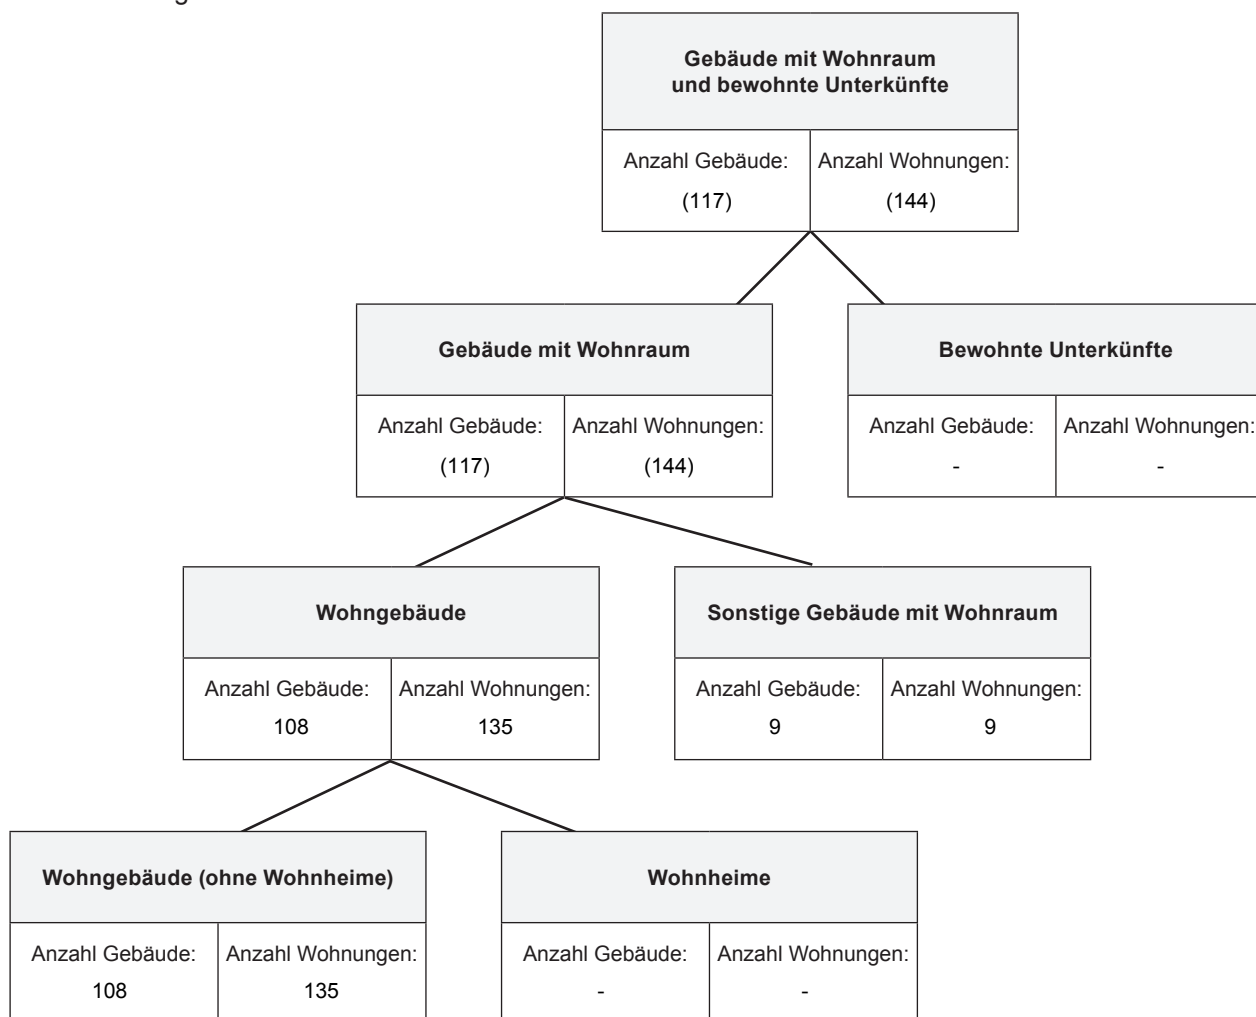 Gebäude mit Wohnraum
und bewohnte Unterkünfte
Anzahl Gebäude: Anzahl Wohnungen:
(117) (144)
Gebäude mit Wohnraum Bewohnte Unterkünfte
Anzahl Gebäude: Anzahl Wohnungen: Anzahl Gebäude: Anzahl Wohnungen:
(117) (144) - -
Wohngebäude Sonstige Gebäude mit Wohnraum
Anzahl Gebäude: Anzahl Wohnungen: Anzahl Gebäude: Anzahl Wohnungen:
108 135 9 9
Wohngebäude (ohne Wohnheime) Wohnheime
Anzahl Gebäude: Anzahl Wohnungen: Anzahl Gebäude: Anzahl Wohnungen:
108 135 - -